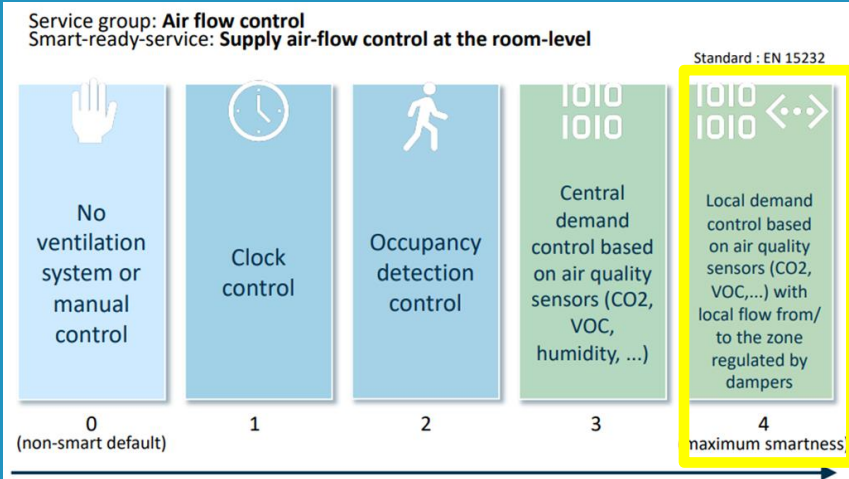 Service group: Air flow control
Smart-ready-service: Supply air-flow control at the room-level
Standard : EN 15232
No
ventilation
system or
manual
control
Clock
control
Occupancy
detection
control
1010
1010
Central
demand
control based
on air quality
sensors (CO2,
VOC,
humidity, ...)
1010
1010
Local demand
control based
on air quality
sensors (CO2,
VOC,...) with
local flow from/
to the zone
regulated by
dampers
0
(non-smart default)
1
2
3
4
(maximum smartness)